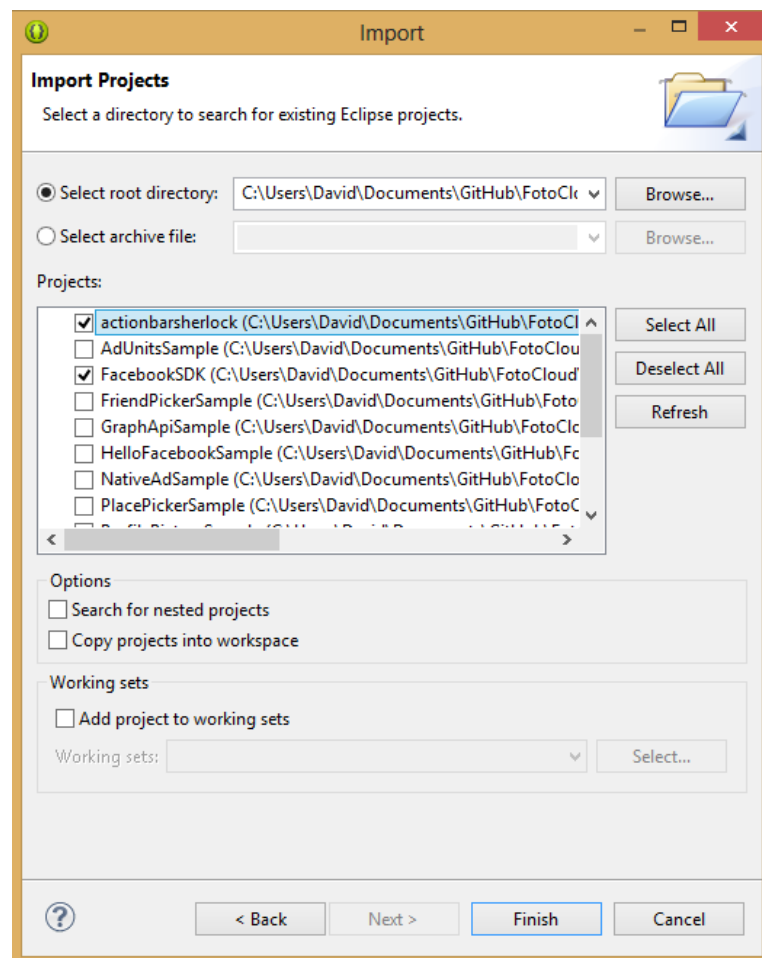 Import
Import Projects
Select a directory to search for existing Eclipse projects.
Select root directory: C:\Users\David\Documents\GitHub\FotoClo Browse...
Select archive file: Browse...
Projects:
actionbarsherlock (C:\Users\David\Documents\GitHub\FotoCl
Select All
AdUnitsSample (C:\Users\David\Documents\GitHub\FotoClou
FacebookSDK (C:\Users\David\Documents\GitHub\FotoCloud
Deselect All
FriendPickerSample (C:\Users\David\Documents\GitHub\Foto
Refresh
GraphApiSample (C:\Users\David\Documents\GitHub\FotoClo
HelloFacebookSample (C:\Users\David\Documents\GitHub\Fo
NativeAdSample (C:\Users\David\Documents\GitHub\FotoClo
PlacePickerSample (C:\Users\David\Documents\GitHub\FotoC
Options
Search for nested projects
Copy projects into workspace
Working sets
Add project to working sets
Working sets: Select...
? < Back Next > Finish Cancel